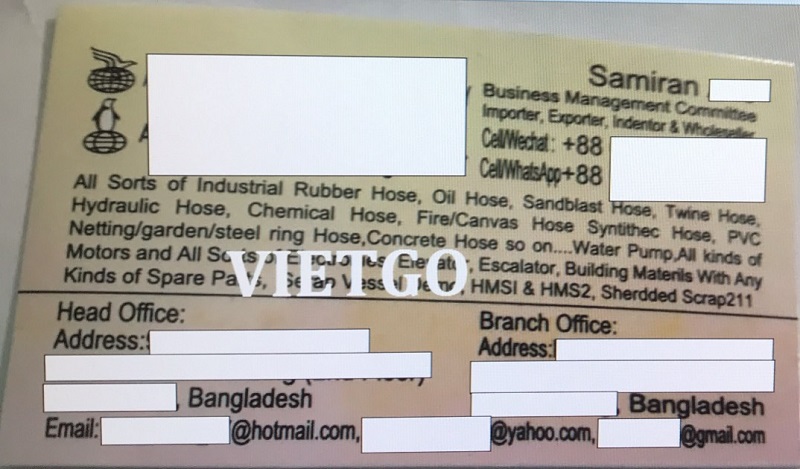 Samiran
Business Management Committee
Importer, Exporter, Indentor & Wholeseller
Cell/Wechat: +88
Cell/WhatsApp+88
All Sorts of Industrial Rubber Hose, Oil Hose, Sandblast Hose, Twine Hose,
Hydraulic Hose, Chemical Hose, Fire/Canvas Hose Syntithec Hose, PVC
Netting/garden/steel ring Hose,Concrete Hose so on....Water Pump,All kinds of
Motors and All Sorts of Escalator, Building Materils With Any
Kinds of Spare Parts, HMSI & HMS2, Sherdded Scrap211
VIETGO
Head Office:
Address:
, Bangladesh
Branch Office:
Address:
, Bangladesh
Email: @hotmail.com, @yahoo.com, @gmail.com